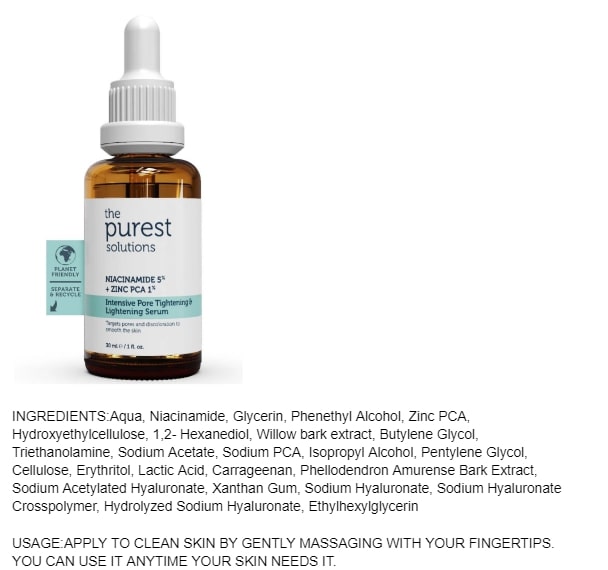 the
purest
solutions
PLANET
FRIENDLY
SEPARATE
& RECYCLE
NIACINAMIDE 5%
+ ZINC PCA 1%
Intensive Pore Tightening &
Lightening Serum
Targets pores and discoloration to
smooth the skin
30 ml ℮ / 1 fl. oz.
INGREDIENTS:Aqua, Niacinamide, Glycerin, Phenethyl Alcohol, Zinc PCA,
Hydroxyethylcellulose, 1,2- Hexanediol, Willow bark extract, Butylene Glycol,
Triethanolamine, Sodium Acetate, Sodium PCA, Isopropyl Alcohol, Pentylene Glycol,
Cellulose, Erythritol, Lactic Acid, Carrageenan, Phellodendron Amurense Bark Extract,
Sodium Acetylated Hyaluronate, Xanthan Gum, Sodium Hyaluronate, Sodium Hyaluronate
Crosspolymer, Hydrolyzed Sodium Hyaluronate, Ethylhexylglycerin
USAGE:APPLY TO CLEAN SKIN BY GENTLY MASSAGING WITH YOUR FINGERTIPS.
YOU CAN USE IT ANYTIME YOUR SKIN NEEDS IT.